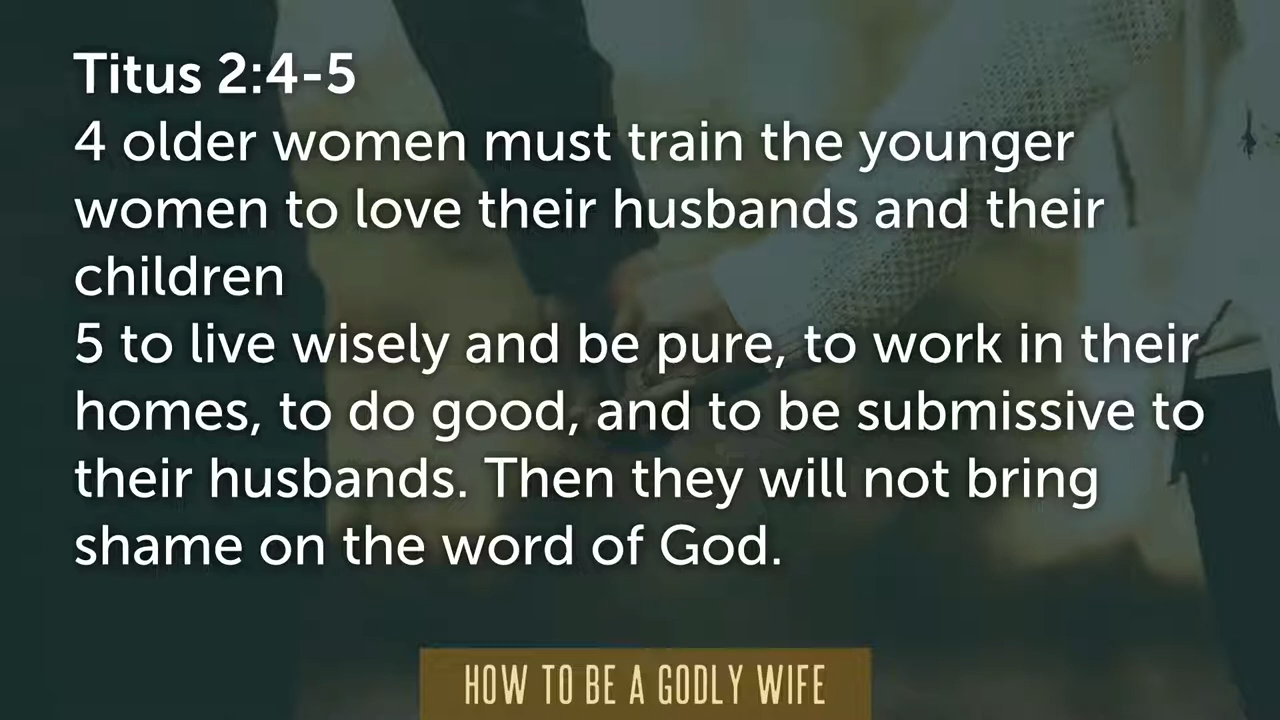 Titus 2:4-5
4 older women must train the younger
women to love their husbands and their
children
5 to live wisely and be pure, to work in their
homes, to do good, and to be submissive to
their husbands. Then they will not bring
shame on the word of God.
HOW TO BE A GODLY WIFE